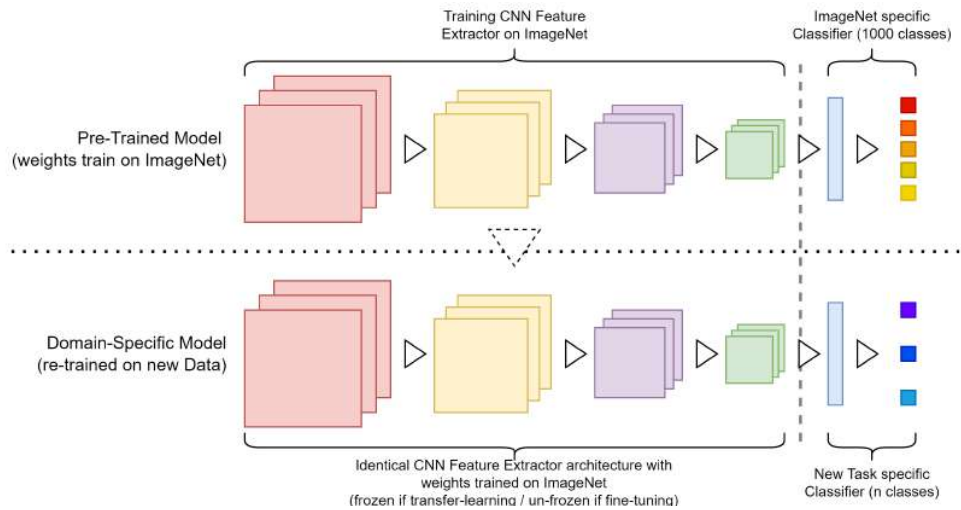 Training CNN Feature
Extractor on ImageNet
ImageNet specific
Classifier (1000 classes)
Pre-Trained Model
(weights train on ImageNet)
Domain-Specific Model
(re-trained on new Data)
Identical CNN Feature Extractor architecture with
weights trained on ImageNet
(frozen if transfer-learning / un-frozen if fine-tuning)
New Task specific
Classifier (n classes)